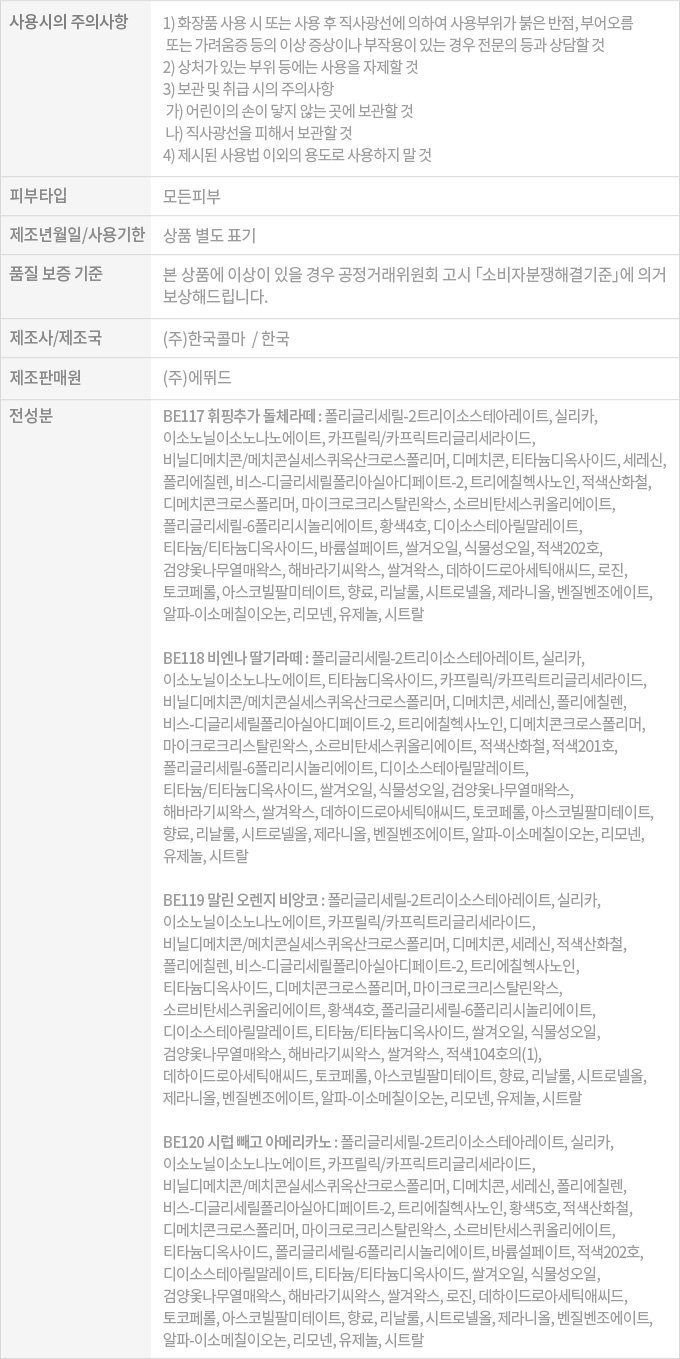 사용시의 주의사항
1) 화장품 사용 시 또는 사용 후 직사광선에 의하여 사용부위가 붉은 반점, 부어오름
또는 가려움증 등의 이상 증상이나 부작용이 있는 경우 전문의 등과 상담할 것
2) 상처가 있는 부위 등에는 사용을 자제할 것
3) 보관 및 취급 시의 주의사항
가) 어린이의 손이 닿지 않는 곳에 보관할 것
나) 직사광선을 피해서 보관할 것
4) 제시된 사용법 이외의 용도로 사용하지 말 것
피부타입
모든피부
제조년월일/사용기한
상품 별도 표기
품질 보증 기준
본 상품에 이상이 있을 경우 공정거래위원회 고시 「소비자분쟁해결기준」에 의거
보상해드립니다.
제조사/제조국
(주)한국콜마 / 한국
제조판매원
(주)에뛰드
전성분
BE117 휘핑추가 돌체라떼 : 폴리글리세릴-2트리이소스테아레이트, 실리카,
이소노닐이소노나노에이트, 카프릴릭/카프릭트리글리세라이드,
비닐디메치콘/메치콘실세스퀴옥산크로스폴리머, 디메치콘, 티타늄디옥사이드, 세레신,
폴리에칠렌, 비스-디글리세릴폴리아실아디페이트-2, 트리에칠헥사노인, 적색산화철,
디메치콘크로스폴리머, 마이크로크리스탈린왁스, 소르비탄세스퀴올리에이트,
폴리글리세릴-6폴리리시놀리에이트, 황색4호, 디이소스테아릴말레이트,
티타늄/티타늄디옥사이드, 바륨설페이트, 쌀겨오일, 식물성오일, 적색202호,
검양옻나무열매왁스, 해바라기씨왁스, 쌀겨왁스, 데하이드로아세틱애씨드, 로진,
토코페롤, 아스코빌팔미테이트, 향료, 리날룰, 시트로넬올, 제라니올, 벤질벤조에이트,
알파-이소메칠이오논, 리모넨, 유제놀, 시트랄
BE118 비엔나 딸기라떼 : 폴리글리세릴-2트리이소스테아레이트, 실리카,
이소노닐이소노나노에이트, 티타늄디옥사이드, 카프릴릭/카프릭트리글리세라이드,
비닐디메치콘/메치콘실세스퀴옥산크로스폴리머, 디메치콘, 세레신, 폴리에칠렌,
비스-디글리세릴폴리아실아디페이트-2, 트리에칠헥사노인, 디메치콘크로스폴리머,
마이크로크리스탈린왁스, 소르비탄세스퀴올리에이트, 적색산화철, 적색201호,
폴리글리세릴-6폴리리시놀리에이트, 디이소스테아릴말레이트,
티타늄/티타늄디옥사이드, 쌀겨오일, 식물성오일, 검양옻나무열매왁스,
해바라기씨왁스, 쌀겨왁스, 데하이드로아세틱애씨드, 토코페롤, 아스코빌팔미테이트,
향료, 리날룰, 시트로넬올, 제라니올, 벤질벤조에이트, 알파-이소메칠이오논, 리모넨,
유제놀, 시트랄
BE119 말린 오렌지 비앙코 : 폴리글리세릴-2트리이소스테아레이트, 실리카,
이소노닐이소노나노에이트, 카프릴릭/카프릭트리글리세라이드,
비닐디메치콘/메치콘실세스퀴옥산크로스폴리머, 디메치콘, 세레신, 적색산화철,
폴리에칠렌, 비스-디글리세릴폴리아실아디페이트-2, 트리에칠헥사노인,
티타늄디옥사이드, 디메치콘크로스폴리머, 마이크로크리스탈린왁스,
소르비탄세스퀴올리에이트, 황색4호, 폴리글리세릴-6폴리리시놀리에이트,
디이소스테아릴말레이트, 티타늄/티타늄디옥사이드, 쌀겨오일, 식물성오일,
검양옻나무열매왁스, 해바라기씨왁스, 쌀겨왁스, 적색104호의(1),
데하이드로아세틱애씨드, 토코페롤, 아스코빌팔미테이트, 향료, 리날룰, 시트로넬올,
제라니올, 벤질벤조에이트, 알파-이소메칠이오논, 리모넨, 유제놀, 시트랄
BE120 시럽 빼고 아메리카노 : 폴리글리세릴-2트리이소스테아레이트, 실리카,
이소노닐이소노나노에이트, 카프릴릭/카프릭트리글리세라이드,
비닐디메치콘/메치콘실세스퀴옥산크로스폴리머, 디메치콘, 세레신, 폴리에칠렌,
비스-디글리세릴폴리아실아디페이트-2, 트리에칠헥사노인, 황색5호, 적색산화철,
디메치콘크로스폴리머, 마이크로크리스탈린왁스, 소르비탄세스퀴올리에이트,
티타늄디옥사이드, 폴리글리세릴-6폴리리시놀리에이트, 바륨설페이트, 적색202호,
디이소스테아릴말레이트, 티타늄/티타늄디옥사이드, 쌀겨오일, 식물성오일,
검양옻나무열매왁스, 해바라기씨왁스, 쌀겨왁스, 로진, 데하이드로아세틱애씨드,
토코페롤, 아스코빌팔미테이트, 향료, 리날룰, 시트로넬올, 제라니올, 벤질벤조에이트,
알파-이소메칠이오논, 리모넨, 유제놀, 시트랄